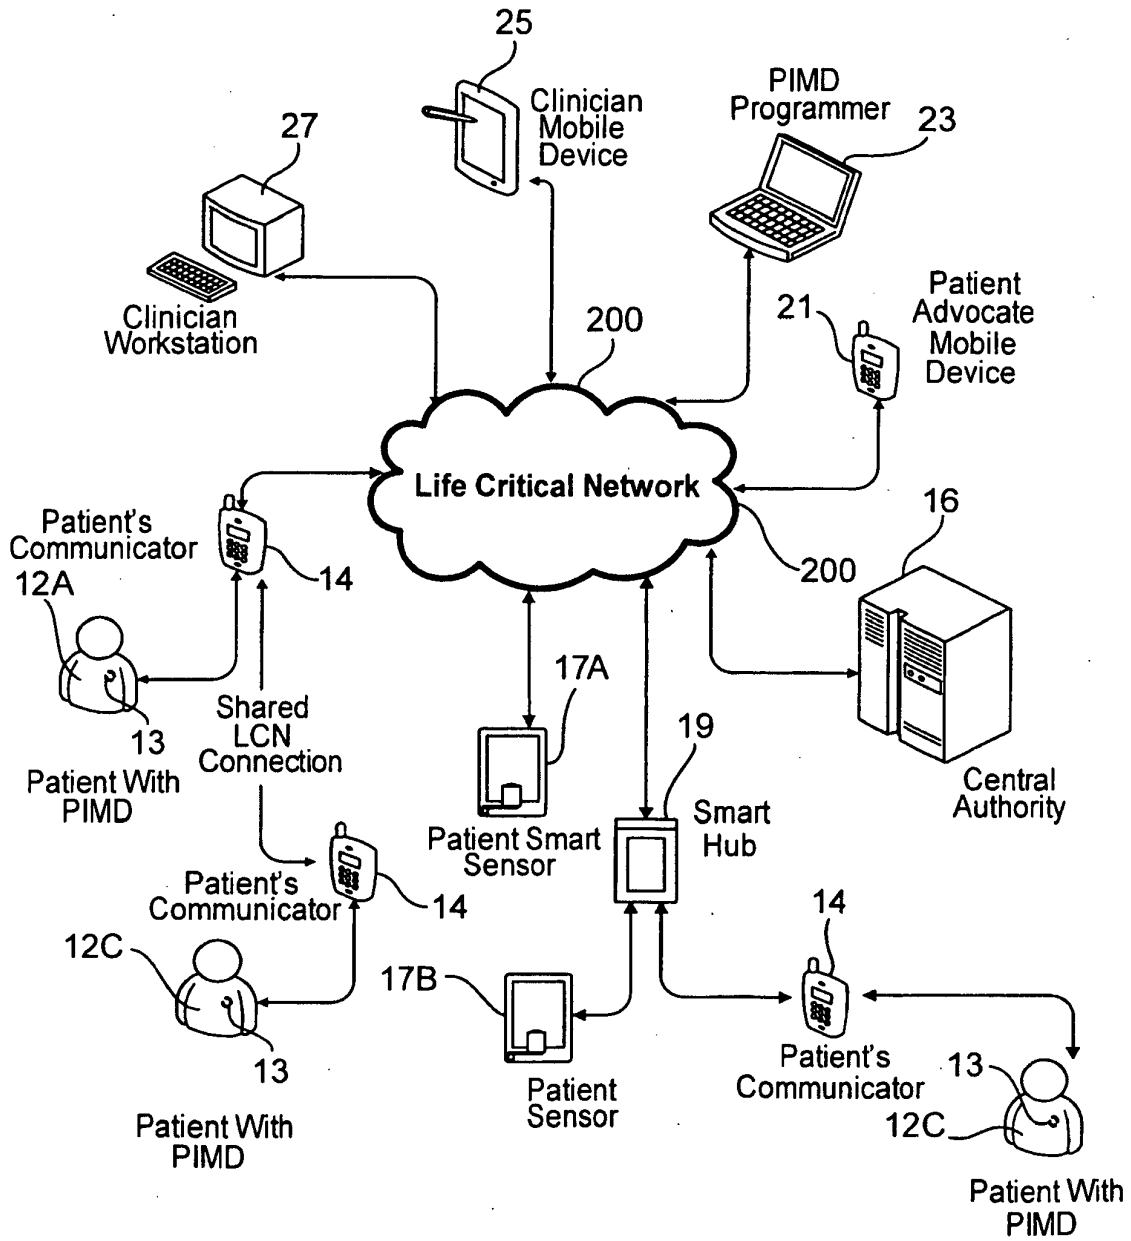 25
PIMD
Programmer
Clinician
Mobile
Device
23
27
Clinician
Workstation
Patient
Advocate
Mobile
Device
21
200
Life Critical Network
200
16
Central
Authority
Patient's
Communicator
14
12A
13
Patient With
PIMD
Shared
LCN
Connection
17A
Patient Smart
Sensor
19
Smart
Hub
Patient's
Communicator
14
12C
13
Patient With
PIMD
17B
Patient
Sensor
14
Patient's
Communicator
13
12C
Patient With
PIMD